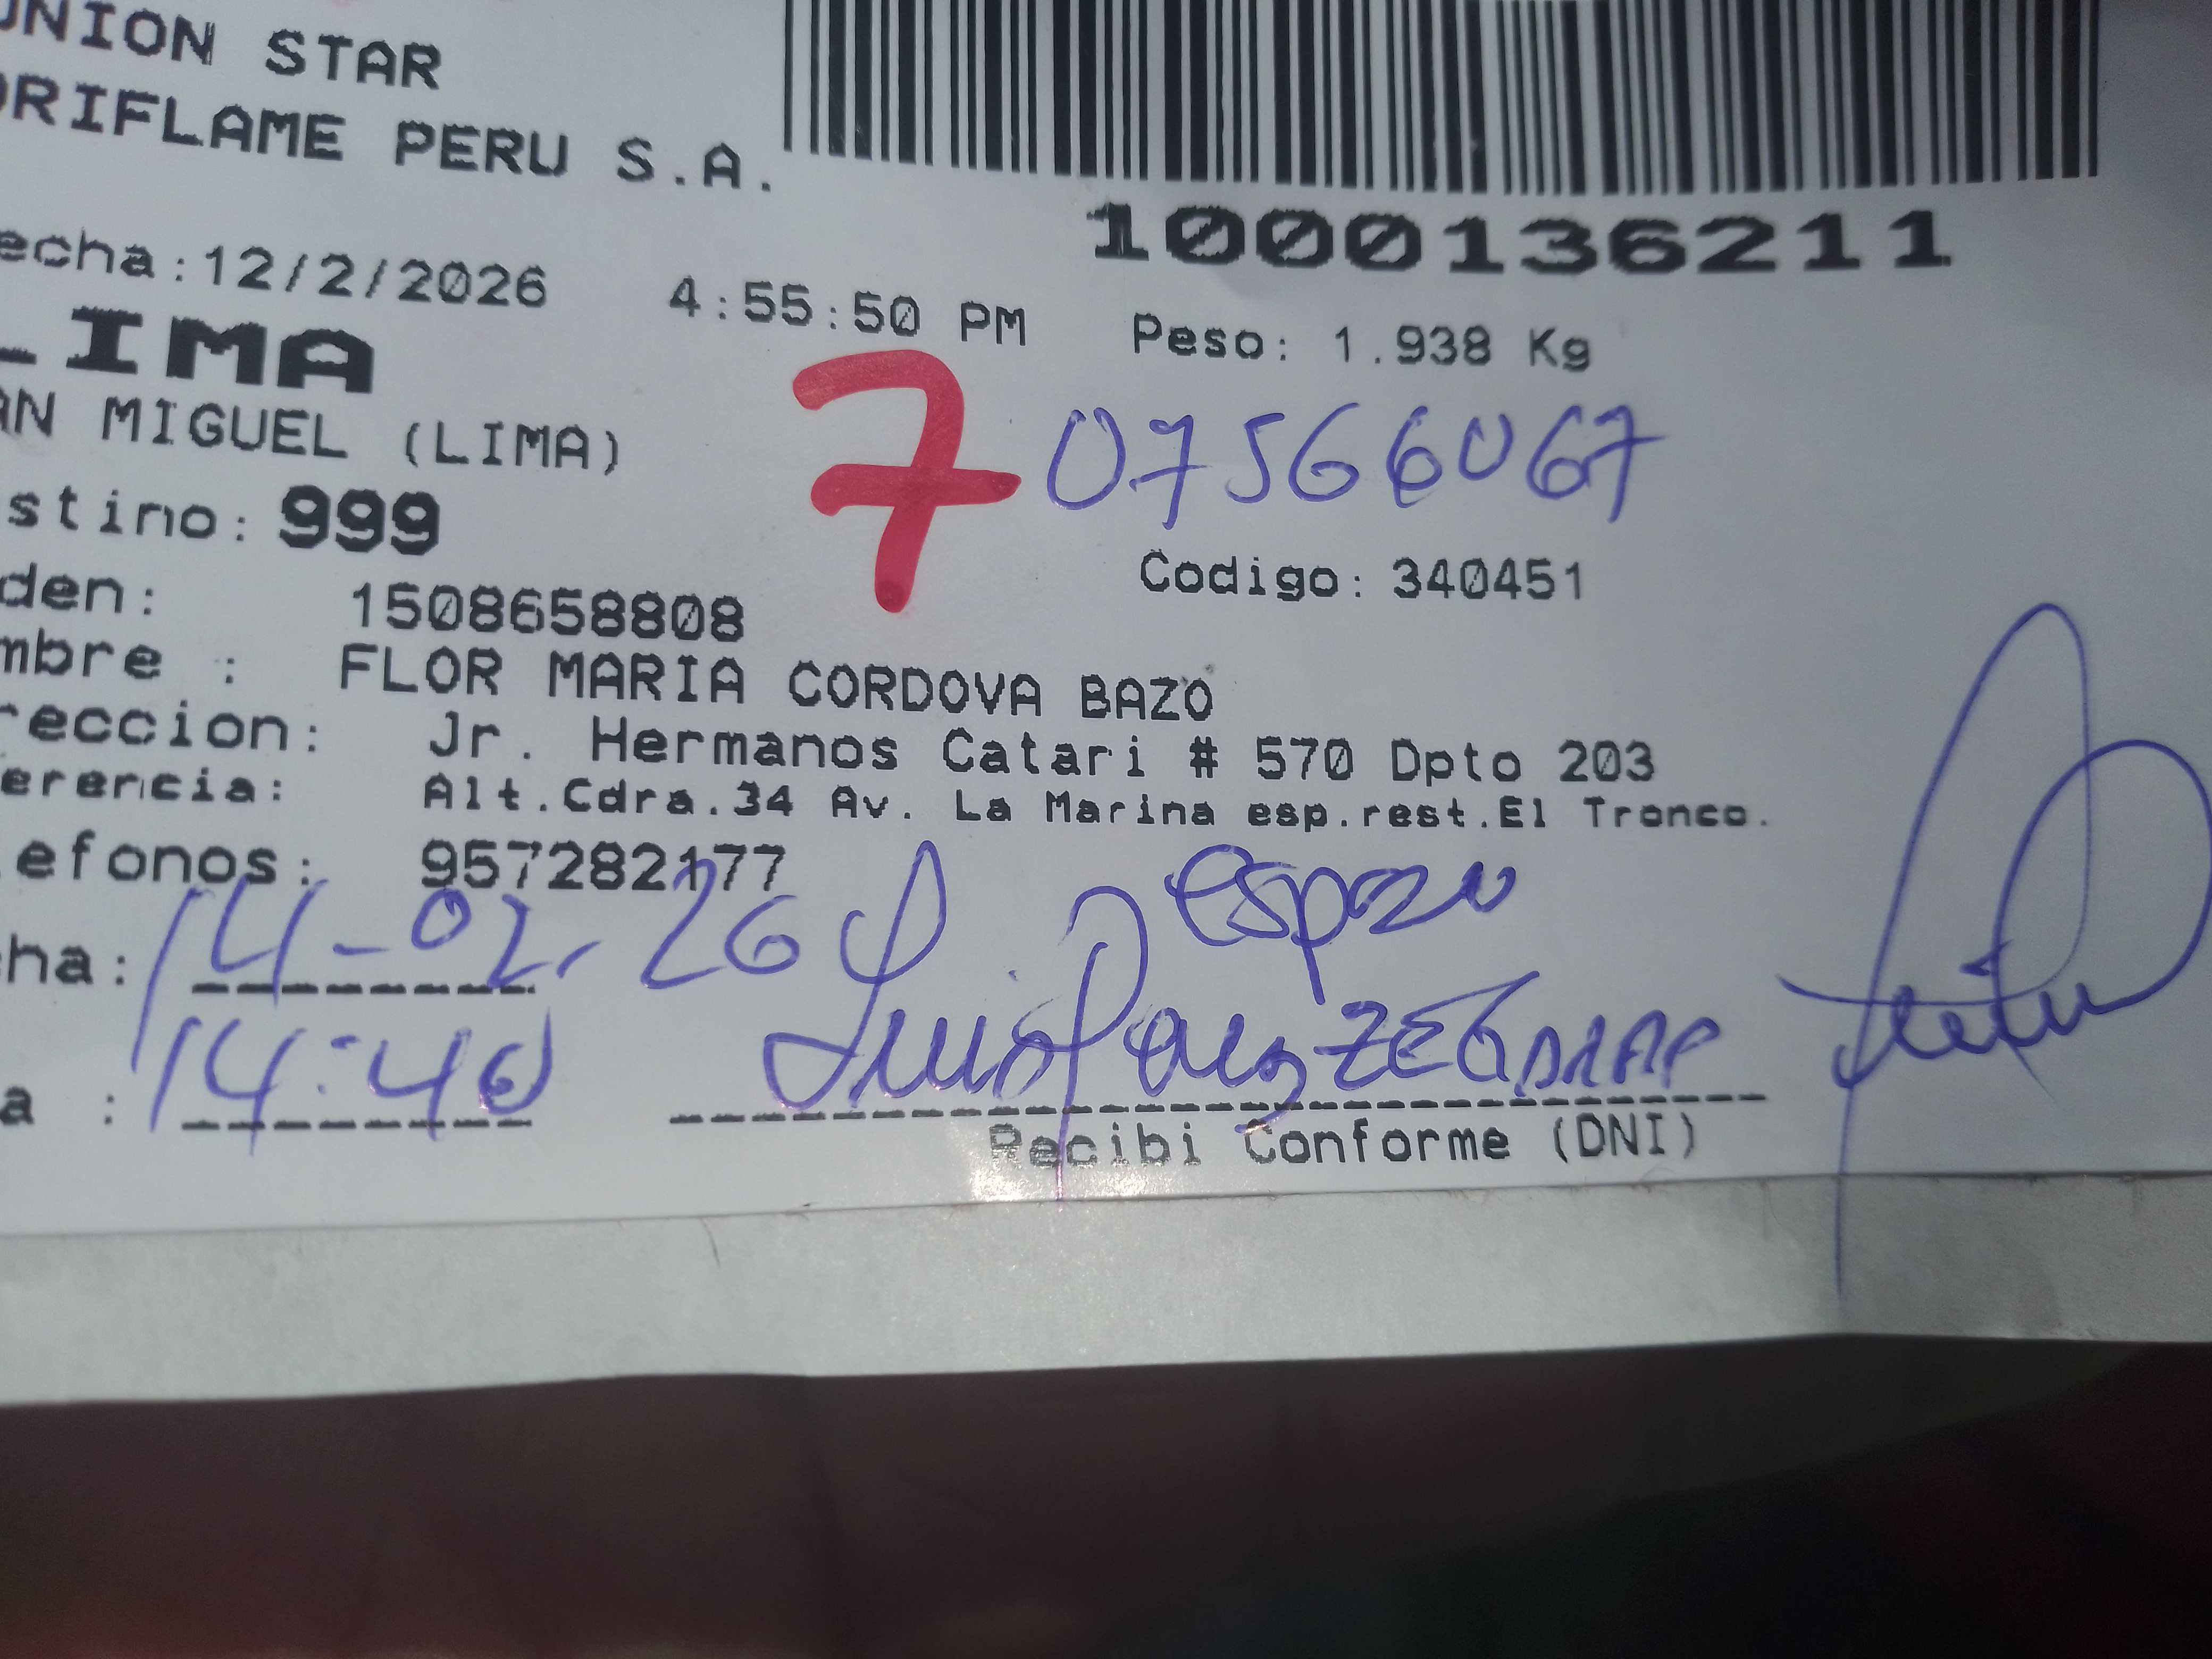 UNION STAR
ORIFLAME PERU S.A.
1000136211
echa:12/2/2026 4:55:50 PM Peso: 1.938 Kg
LIMA
AN MIGUEL (LIMA)
7 07566067
stino: 999
Codigo: 340451
den: 1508658808
mbre : FLOR MARIA CORDOVA BAZO
reccion: Jr. Hermanos Catari # 570 Dpto 203
erencia: Alt.Cdra.34 Av. La Marina esp.rest.El Tronco.
efonos: 957282177
esposo
ha: 14-02-26
Luis
a : 14:40
Recibi Conforme (DNI)